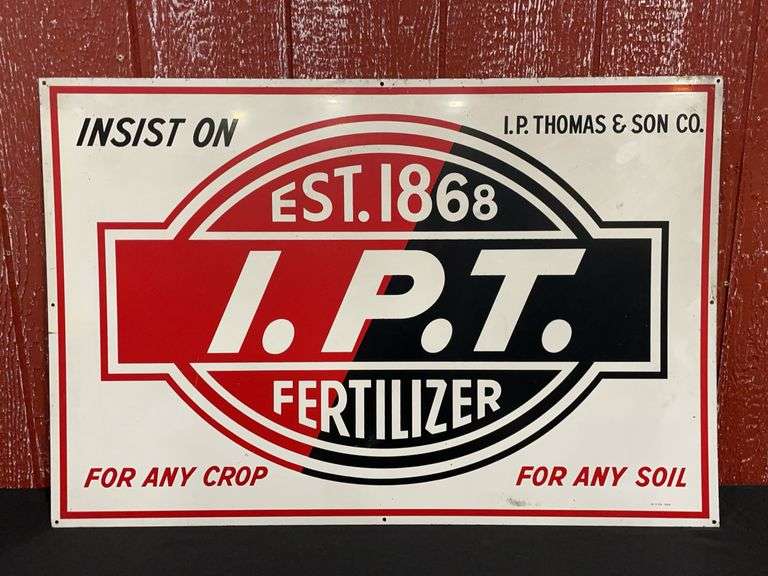 INSIST ON
I.P. THOMAS & SON CO.
EST. 1868
I.P.T.
FERTILIZER
FOR ANY CROP
FOR ANY SOIL